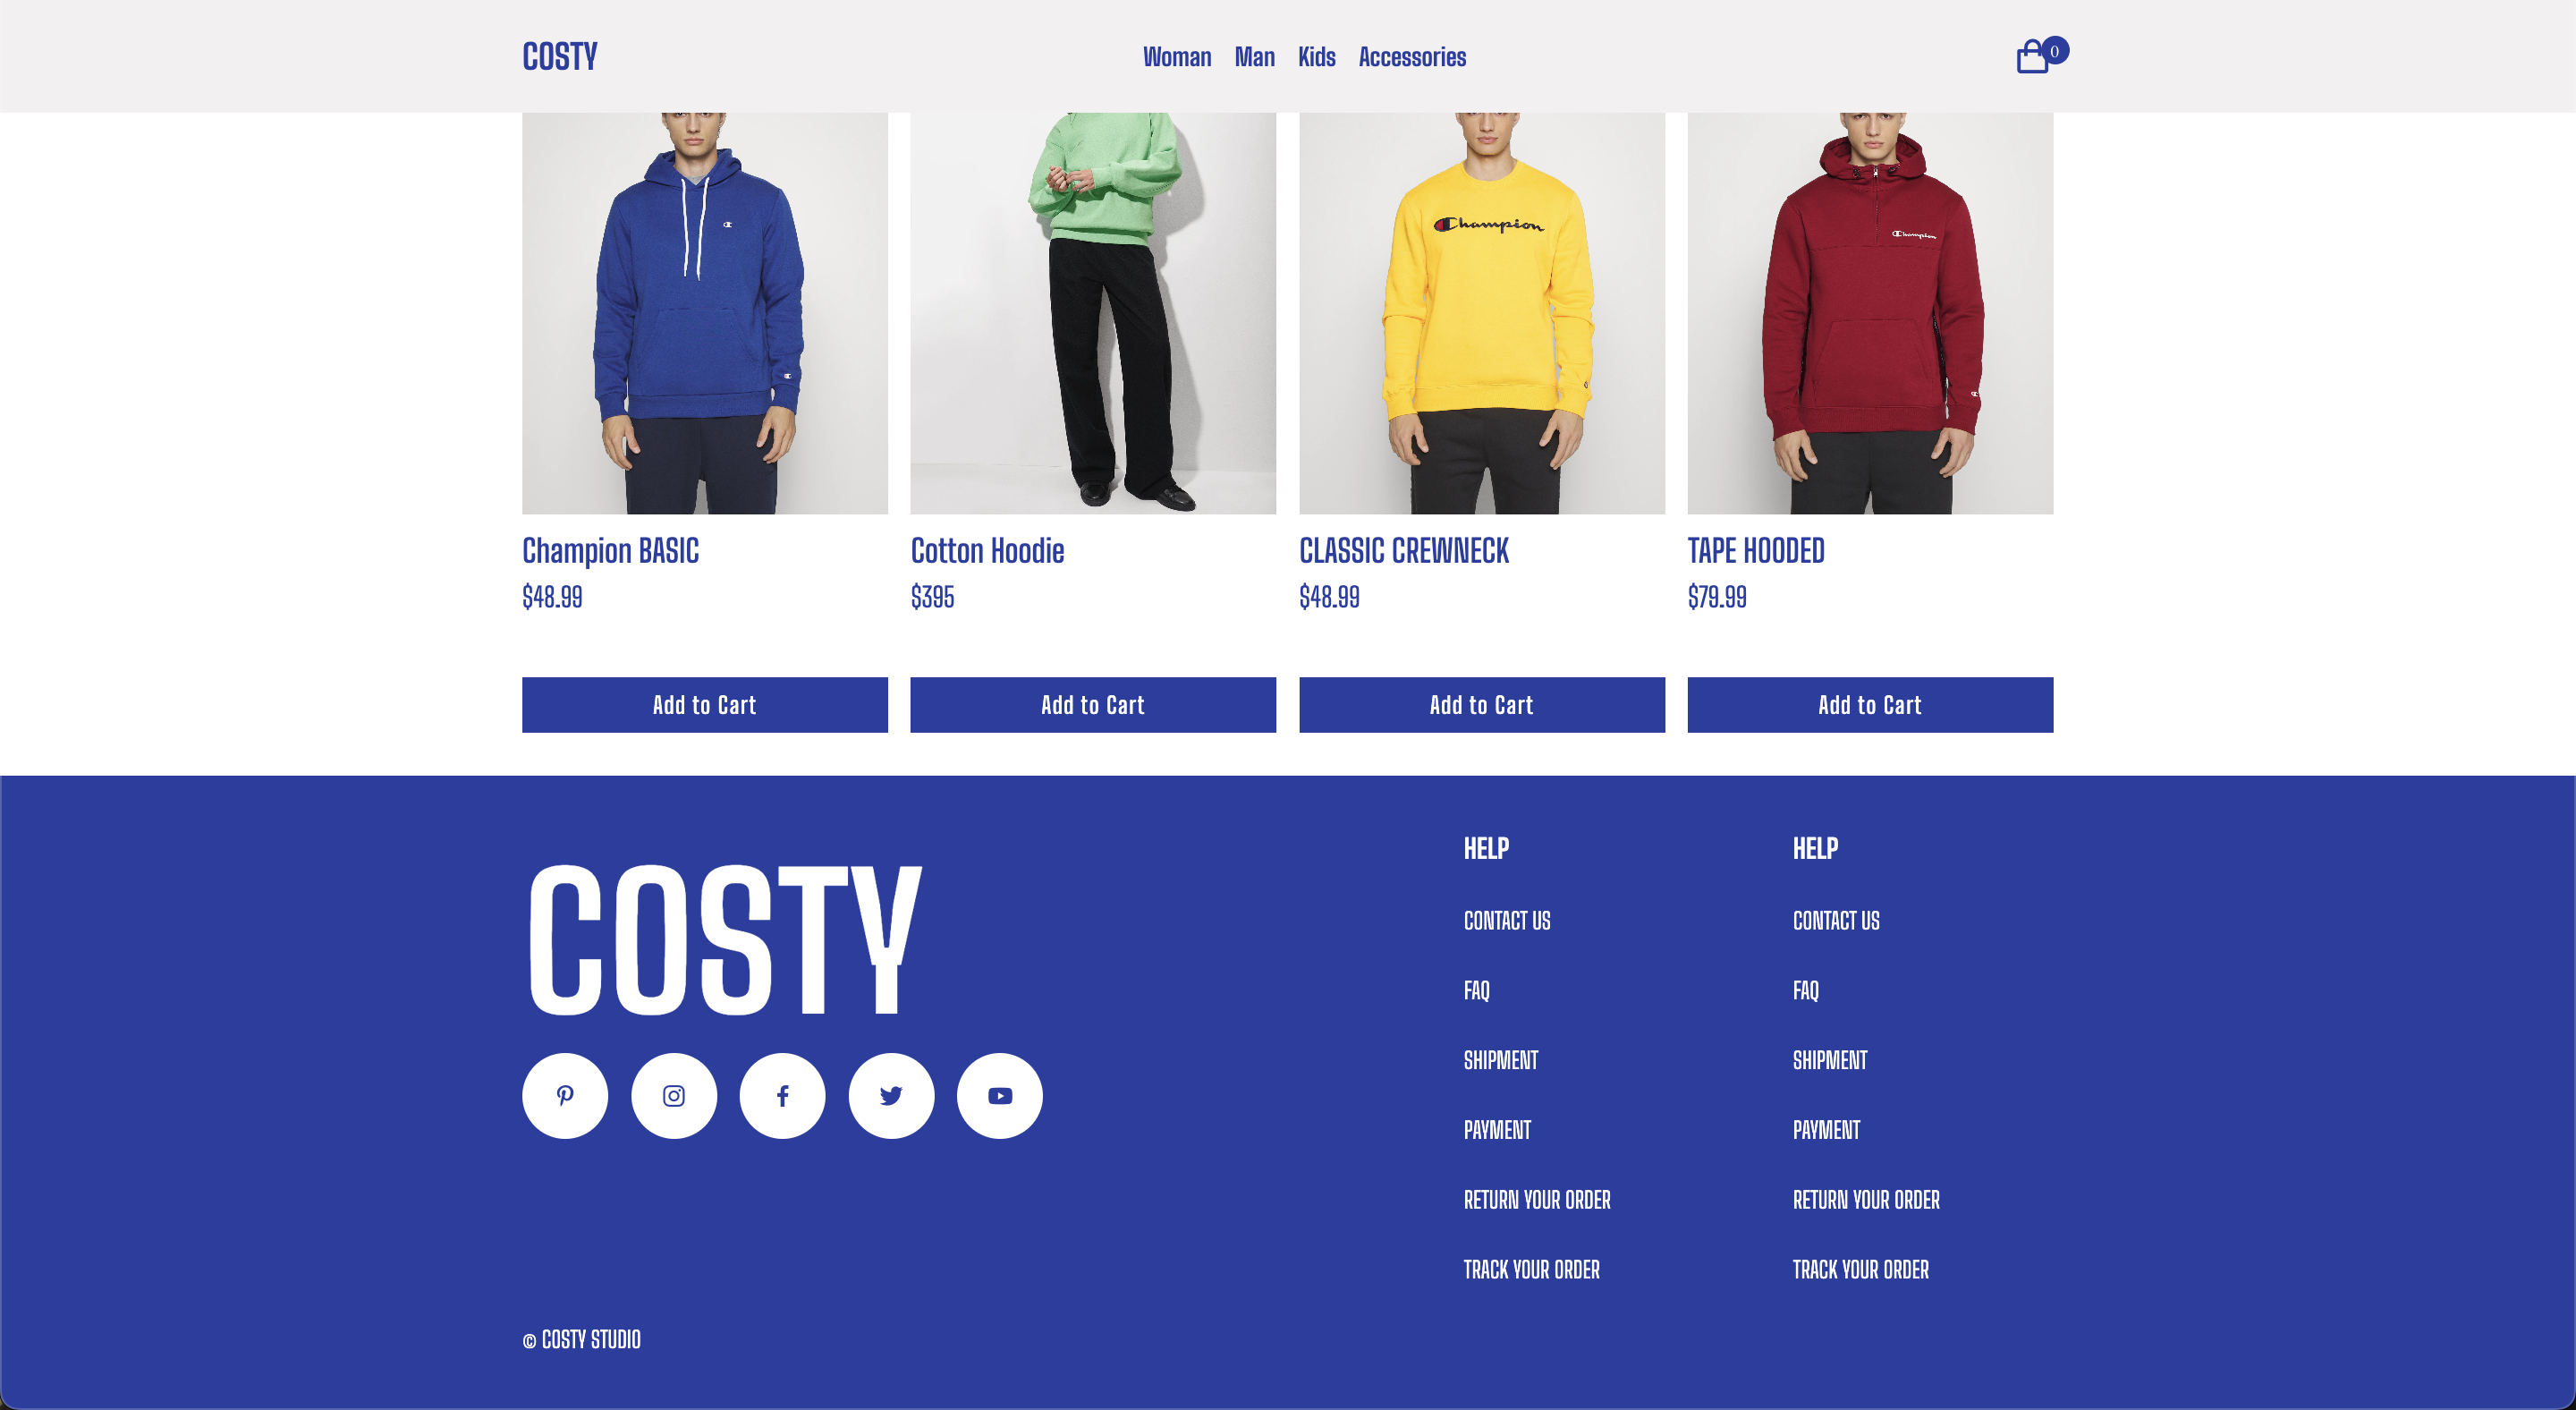 COSTY
Woman Man Kids Accessories
0
Champion
Champion
Champion BASIC
$48.99
Add to Cart
Cotton Hoodie
$395
Add to Cart
CLASSIC CREWNECK
$48.99
Add to Cart
TAPE HOODED
$79.99
Add to Cart
COSTY
HELP
CONTACT US
FAQ
SHIPMENT
PAYMENT
RETURN YOUR ORDER
TRACK YOUR ORDER
HELP
CONTACT US
FAQ
SHIPMENT
PAYMENT
RETURN YOUR ORDER
TRACK YOUR ORDER
© COSTY STUDIO